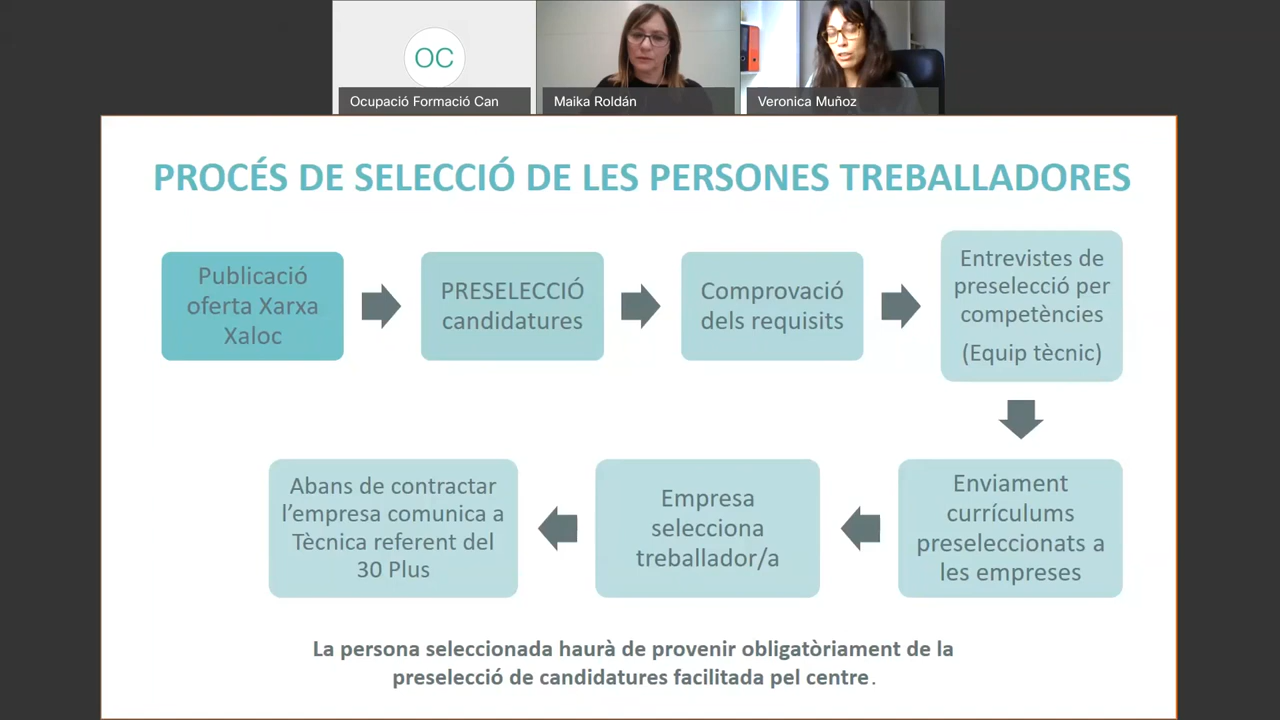 OC
Ocupació Formació Can
Maika Roldán
Veronica Muñoz
PROCÉS DE SELECCIÓ DE LES PERSONES TREBALLADORES
Publicació
oferta Xarxa
Xaloc
PRESELECCIÓ
candidatures
Comprovació
dels requisits
Entrevistes de
preselecció per
competències
(Equip tècnic)
Enviament
currículums
preseleccionats a
les empreses
Empresa
selecciona
treballador/a
Abans de contractar
l’empresa comunica a
Tècnica referent del
30 Plus
La persona seleccionada haurà de provenir obligatòriament de la
preselecció de candidatures facilitada pel centre.